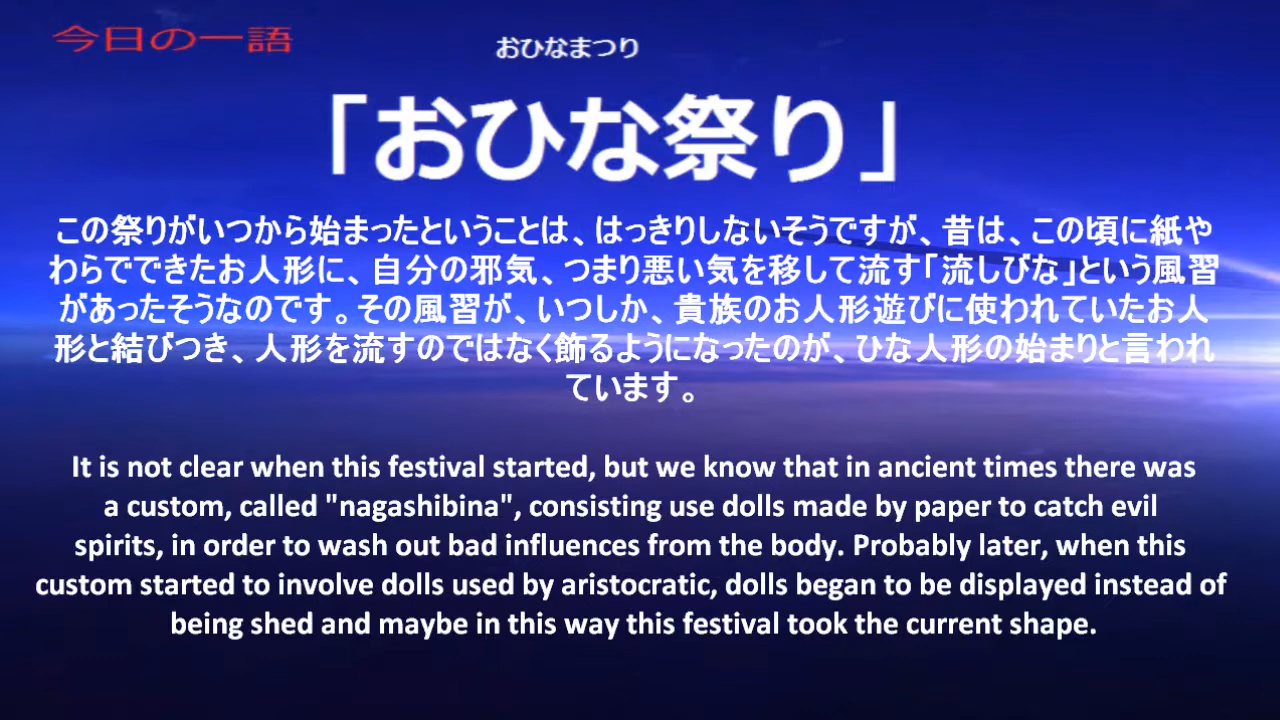 今日の一語
おひなまつり
「おひな祭り」
この祭りがいつから始まったということは、はっきりしないそうですが、昔は、この頃に紙や
わらでできたお人形に、自分の邪気、つまり悪い気を移して流す「流しびな」という風習
があったそうなのです。その風習が、いつしか、貴族のお人形遊びに使われていたお人
形と結びつき、人形を流すのではなく飾るようになったのが、ひな人形の始まりと言われ
ています。
It is not clear when this festival started, but we know that in ancient times there was
a custom, called "nagashibina", consisting use dolls made by paper to catch evil
spirits, in order to wash out bad influences from the body. Probably later, when this
custom started to involve dolls used by aristocratic, dolls began to be displayed instead of
being shed and maybe in this way this festival took the current shape.